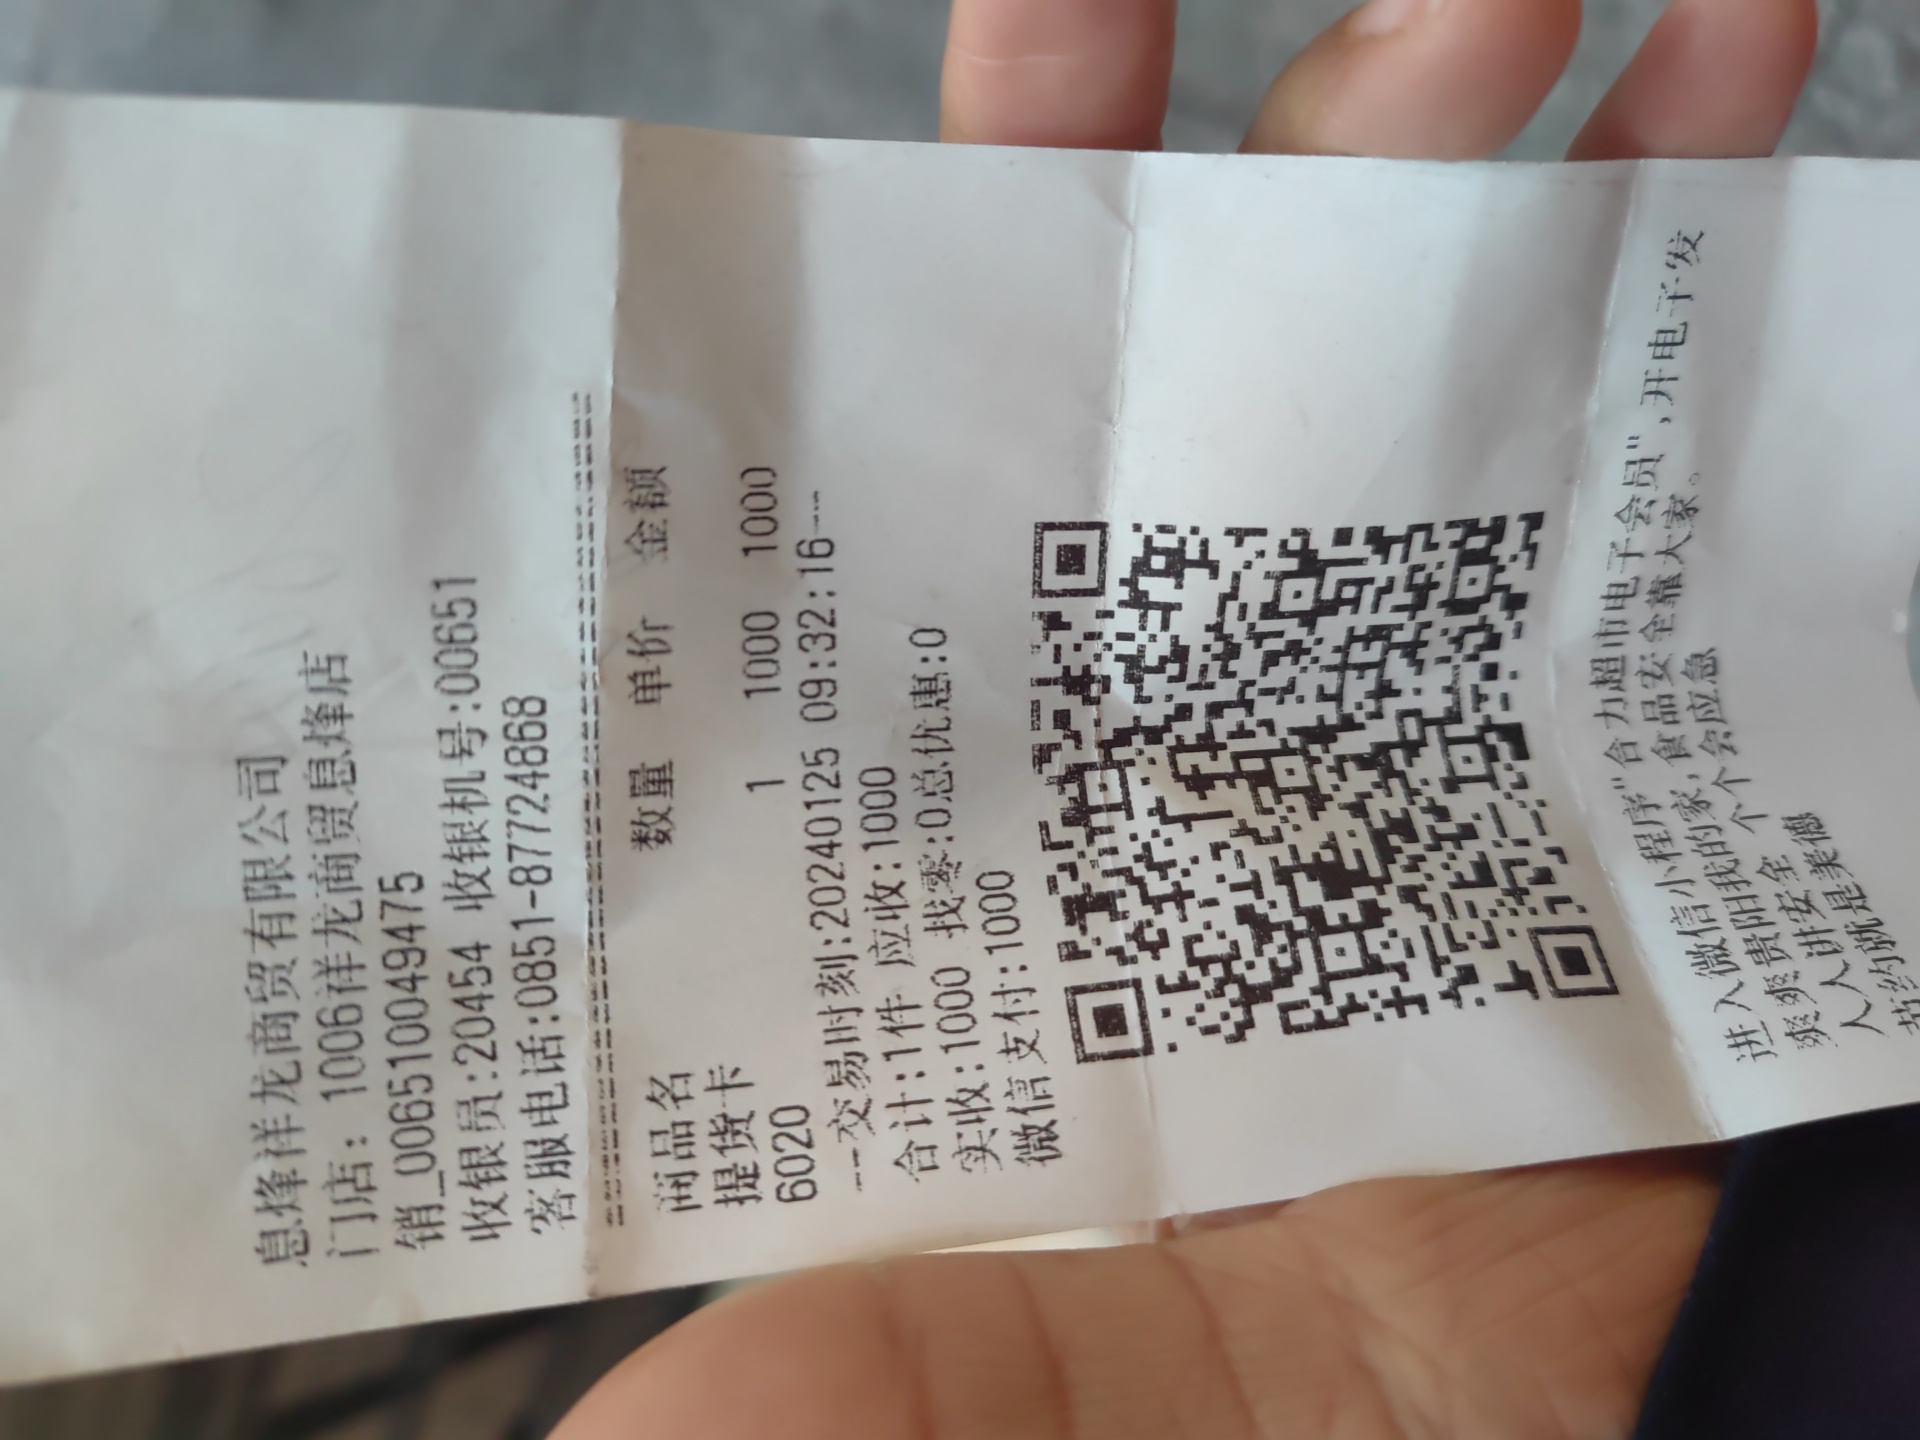 息烽祥龙商贸有限公司
门店: 1006祥龙商贸息烽店
销_006510049475
收银员:20454 收银机号:00651
客服电话:0851-87724868
商品名 数量 单价 金额
提货卡
6020 1 1000 1000
--交易时刻:20240125 09:32:16---
合计:1件 应收:1000
实收:1000 找零:0总优惠:0
微信支付:1000
进入微信小程序"合力超市电子会员",开电子发
爽爽贵阳我的家,食品安全靠大家。
人人讲安全 个个会应急
人人就是美德